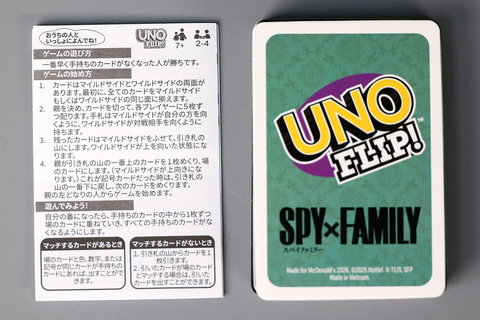 おうちの人と
いっしょによんでね!
UNO
FLIP!
7+
2-4
ゲームの遊び方
一番早く手持ちのカードがなくなった人が勝ちです。
ゲームの始め方
1. カードはマイルドサイドとワイルドサイドの両面が
あります。最初に、全てのカードをマイルドサイド
もしくはワイルドサイドの同じ面に揃えます。
2. 親を決め、カードを切って、各プレイヤーに5枚ず
つ配ります。手札はマイルドサイドが自分の方を向
くように、ワイルドサイドが対戦相手を向くように
持ちます。
3. 残ったカードはマイルドサイドをふせて、引き札の
山にします。ワイルドサイドが上を向いた状態にな
ります。
4. 親が引き札の山の一番上のカードを1枚めくり、場
のカードにします。(マイルドサイドが上向きにな
ります。)これが記号カードだった時は、引き札の
山の一番下に戻し、次のカードをめくります。
親の左どなりの人からゲームを始めます。
遊んでみよう!
自分の番になったら、手持ちのカードの中から1枚ずつ
場のカードに重ねていき、すべての手持ちのカードがな
くなるようにします。
マッチするカードがあるとき
場のカードと色、数字、または
記号が同じカードが手持ちの
カードにあれば、出すことがで
きます。
マッチするカードがないとき
1. 引き札の山からカードを
1枚引きます。
2. 引いたカードが場のカード
とマッチする場合は、引いた
カードを出すことができます。
UNO
FLIP!
TM
SPY×FAMILY
スパイファミリー
Made for McDonald's 2026. ©2026 Mattel. © TE/S, SFP
Made in Vietnam.